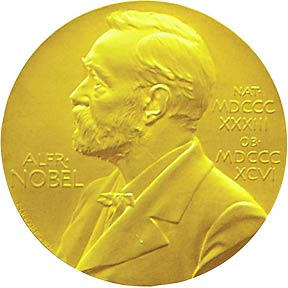 ALFR·
NOBEL
NAT·
MDCCC
XXXIII
OB·
MDCCC
XCVI